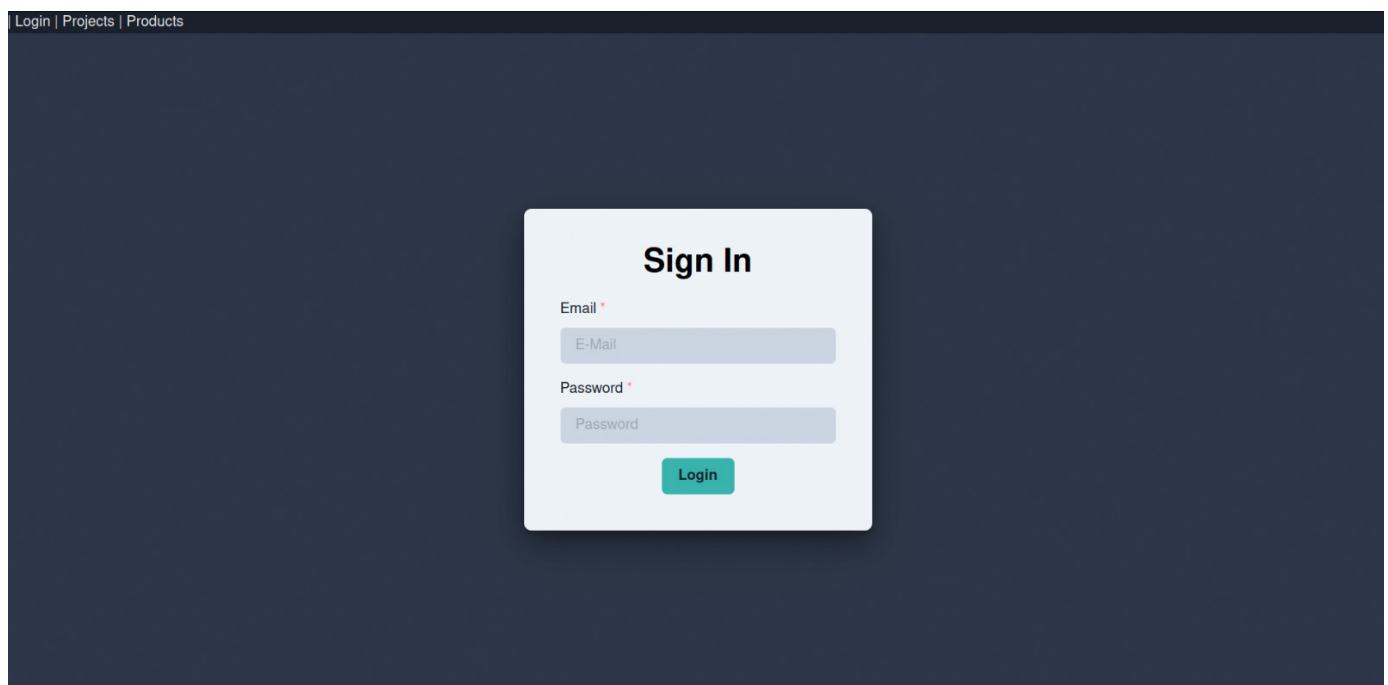 | Login | Projects | Products
Sign In
Email *
E-Mail
Password *
Password
Login